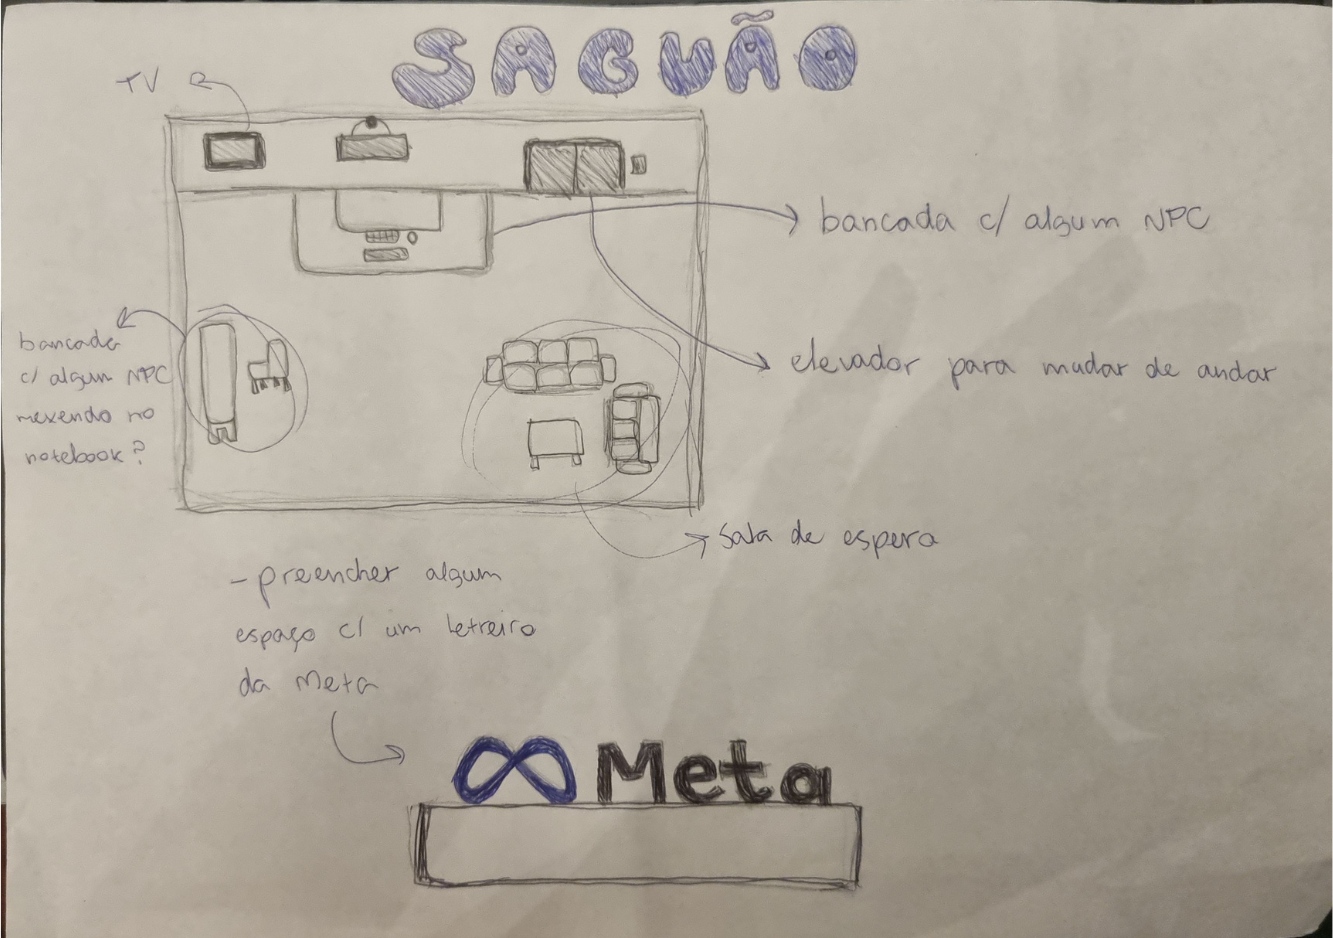 SAGUÃO
TV
bancada c/ algum NPC
bancada
c/ algum NPC
mexendo no
notebook?
elevador para mudar de andar
Sala de espera
- preencher algum
espaço c/ um letreiro
da Meta
Meta